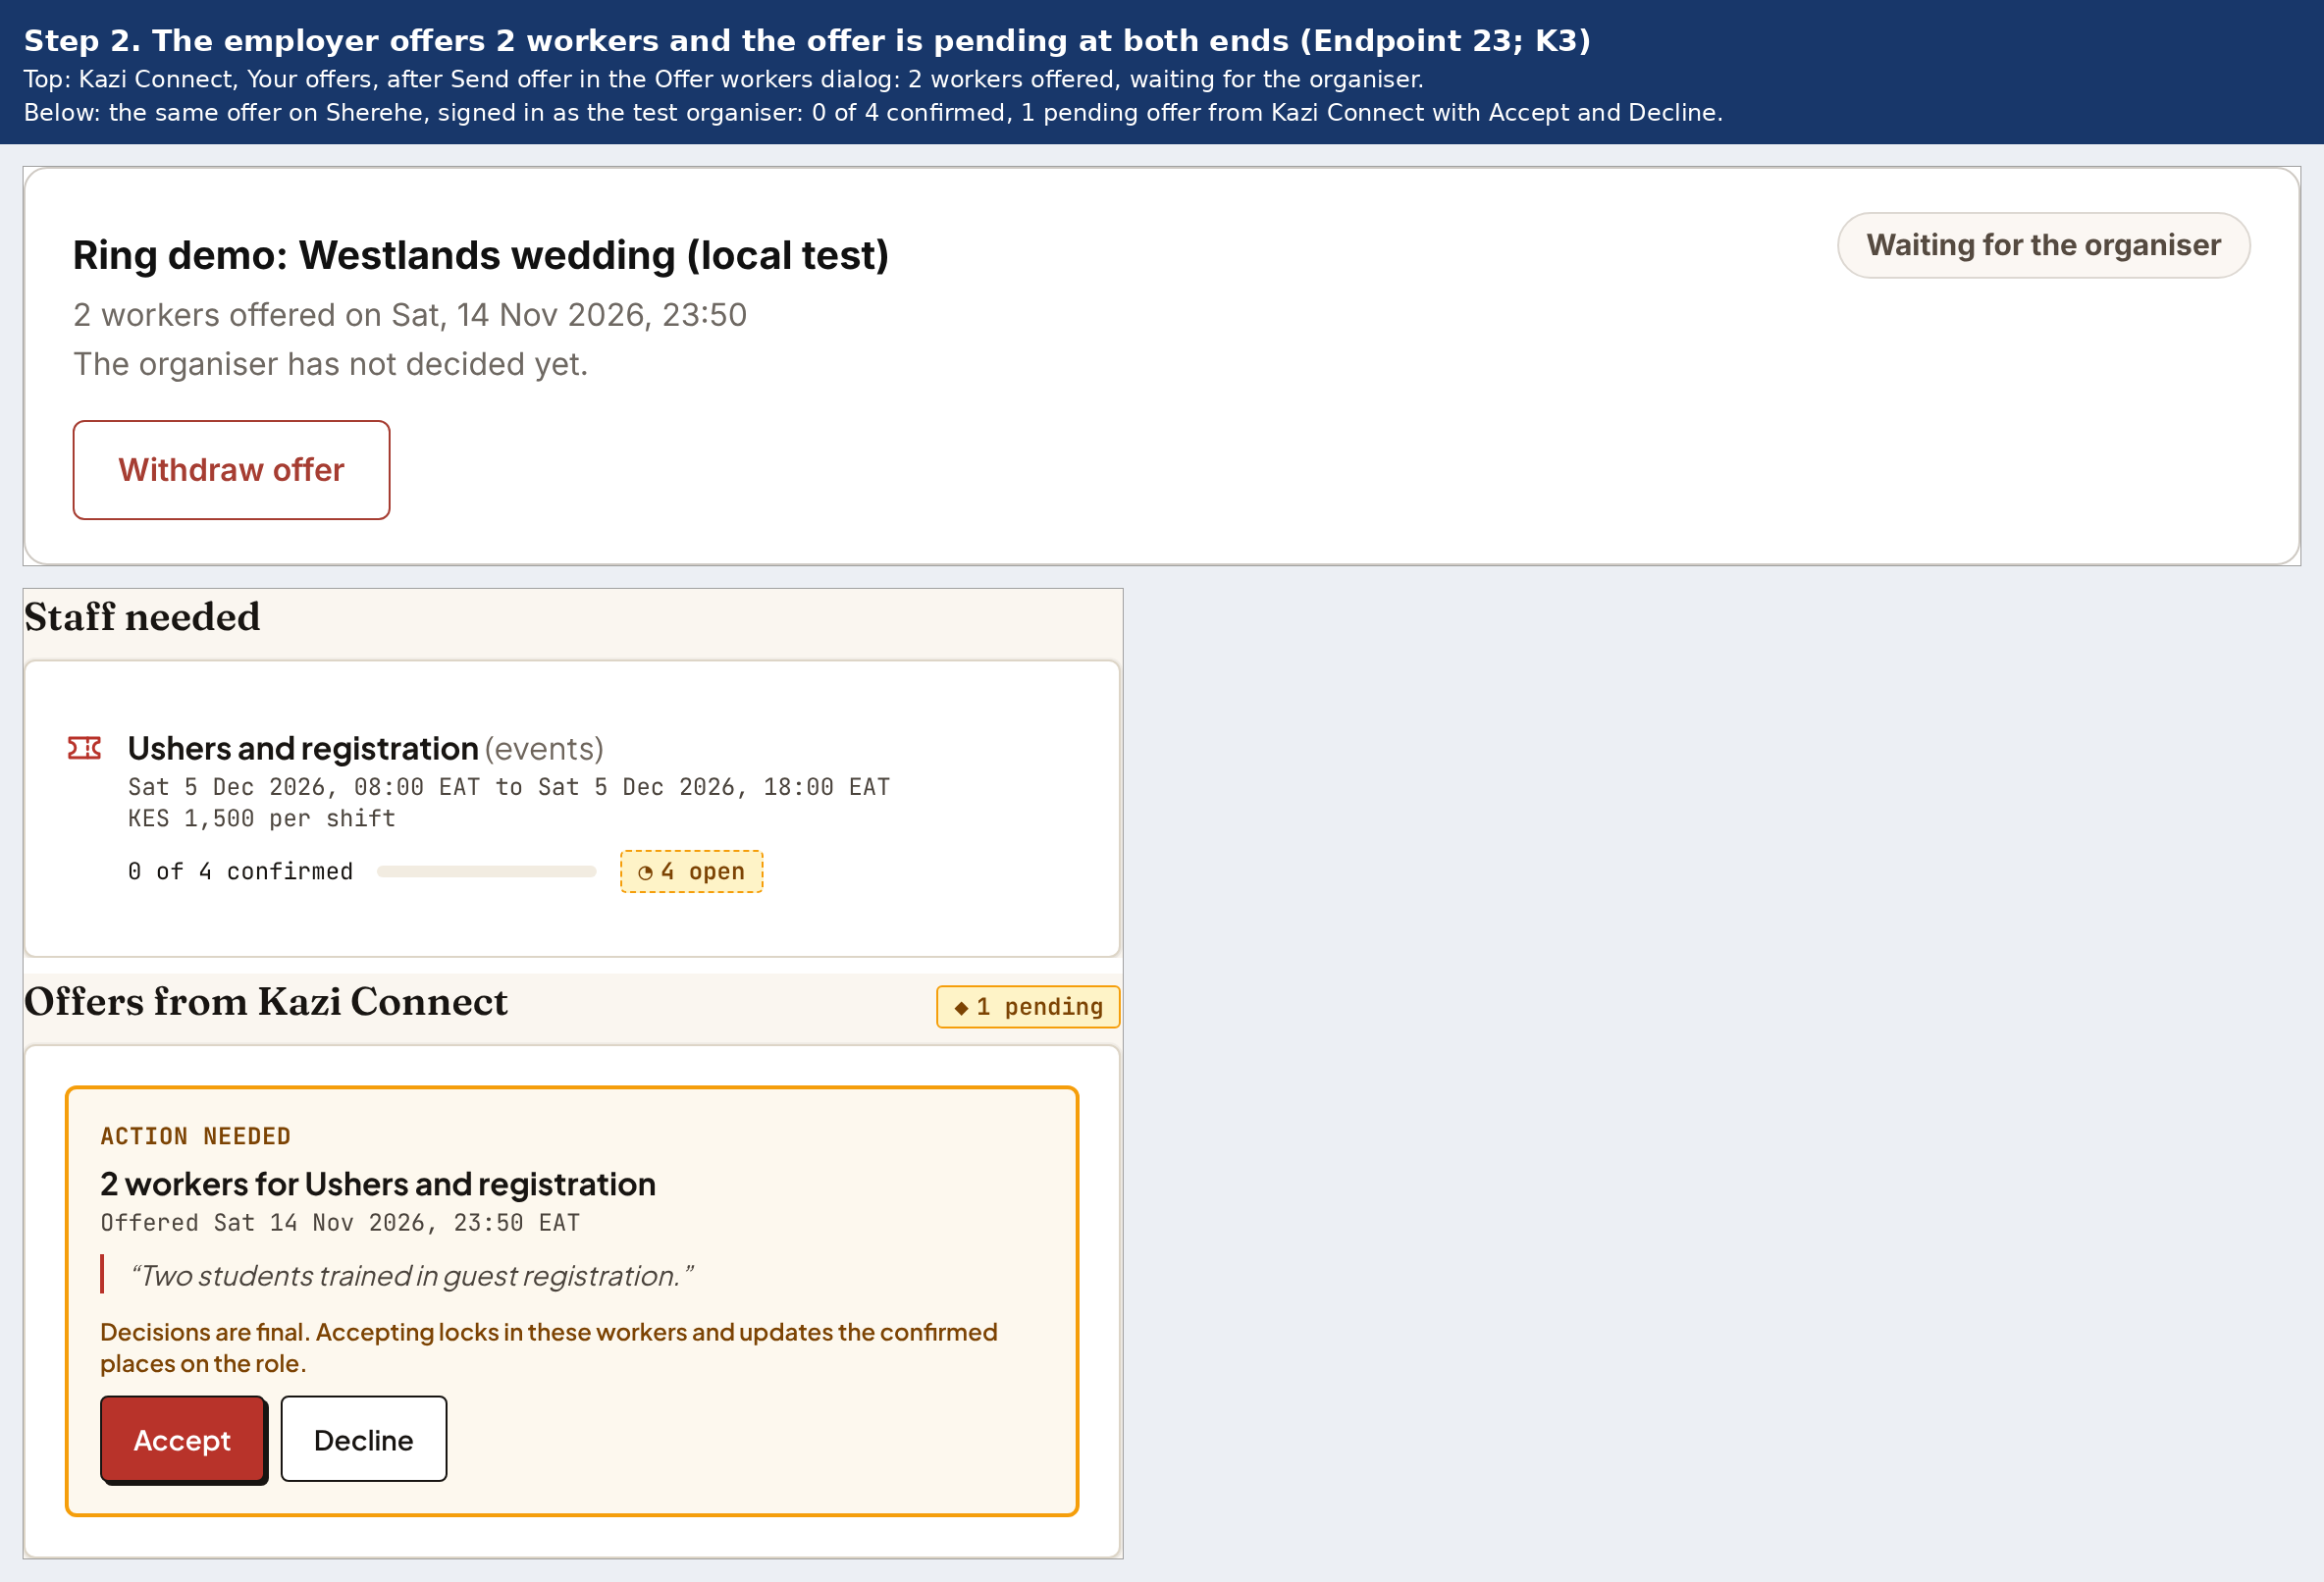 Step 2. The employer offers 2 workers and the offer is pending at both ends (Endpoint 23; K3)
Top: Kazi Connect, Your offers, after Send offer in the Offer workers dialog: 2 workers offered, waiting for the organiser.
Below: the same offer on Sherehe, signed in as the test organiser: 0 of 4 confirmed, 1 pending offer from Kazi Connect with Accept and Decline.
Ring demo: Westlands wedding (local test)
Waiting for the organiser
2 workers offered on Sat, 14 Nov 2026, 23:50
The organiser has not decided yet.
Withdraw offer
Staff needed
Ushers and registration (events)
Sat 5 Dec 2026, 08:00 EAT to Sat 5 Dec 2026, 18:00 EAT
KES 1,500 per shift
0 of 4 confirmed
◔ 4 open
Offers from Kazi Connect
◆ 1 pending
ACTION NEEDED
2 workers for Ushers and registration
Offered Sat 14 Nov 2026, 23:50 EAT
“Two students trained in guest registration.”
Decisions are final. Accepting locks in these workers and updates the confirmed
places on the role.
Accept
Decline